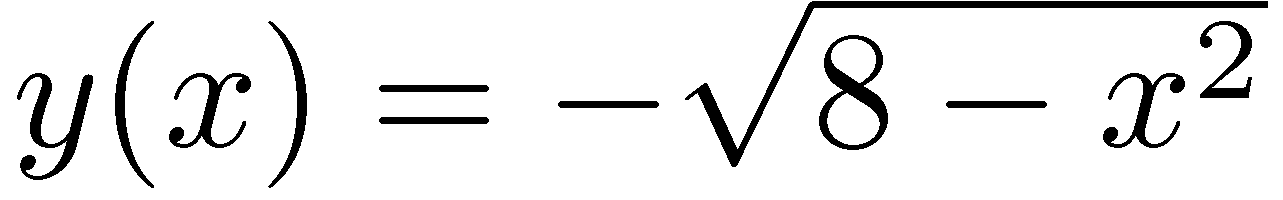 y(x) = -√(8 - x²)